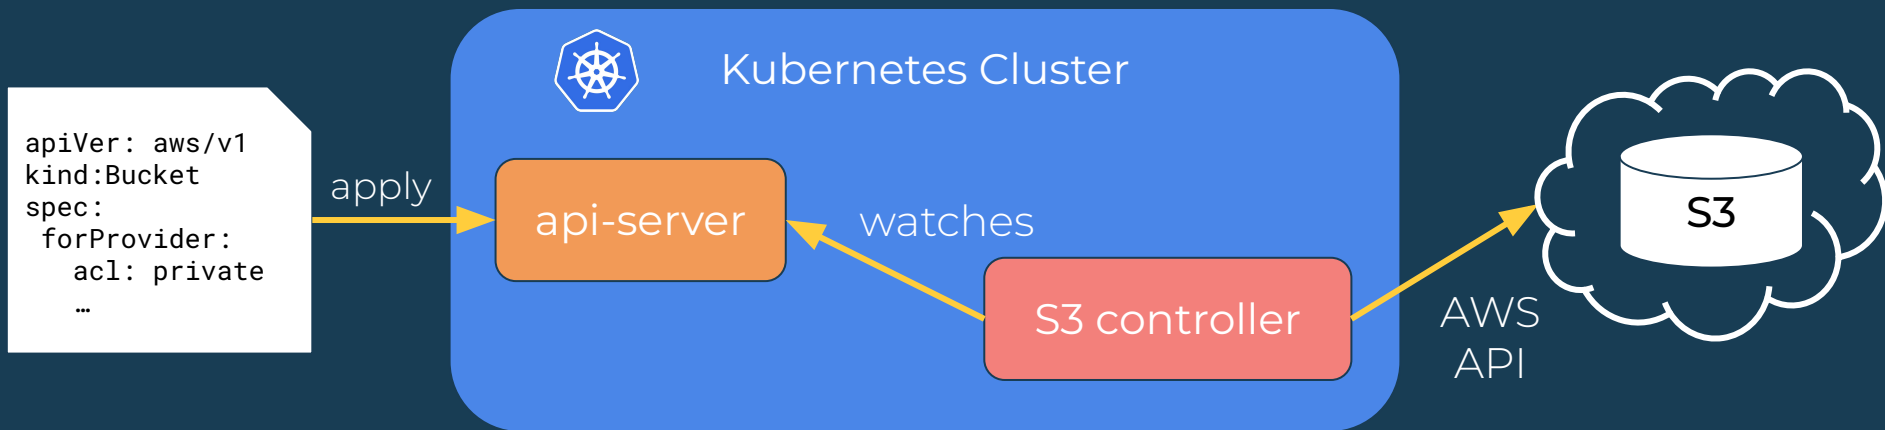 apiVer: aws/v1
kind:Bucket
spec:
 forProvider:
   acl: private
   …
apply
Kubernetes Cluster
api-server
watches
S3 controller
AWS
API
S3